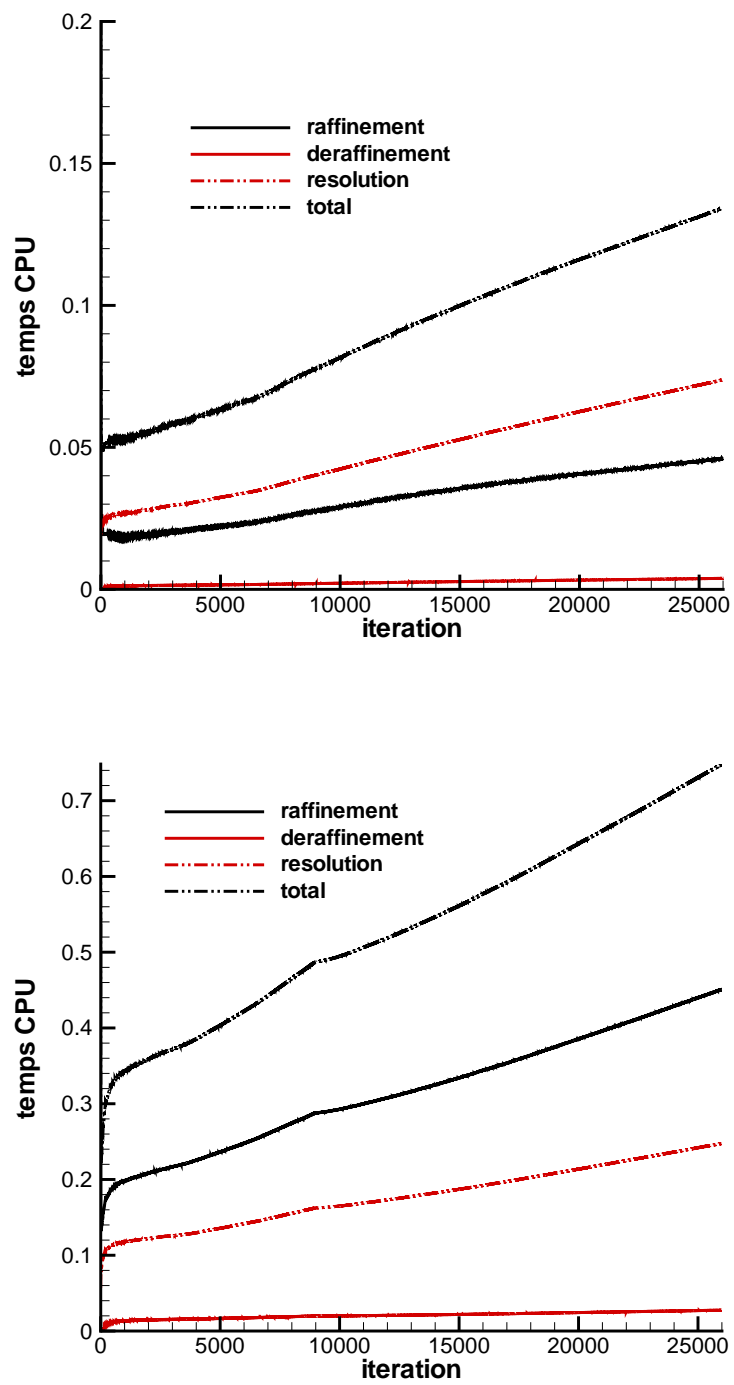 0.2
0.15
0.1
0.05
0
temps CPU
raffinement
deraffinement
resolution
total
0 5000 10000 15000 20000 25000
iteration
0.7
0.6
0.5
0.4
0.3
0.2
0.1
0
temps CPU
raffinement
deraffinement
resolution
total
0 5000 10000 15000 20000 25000
iteration